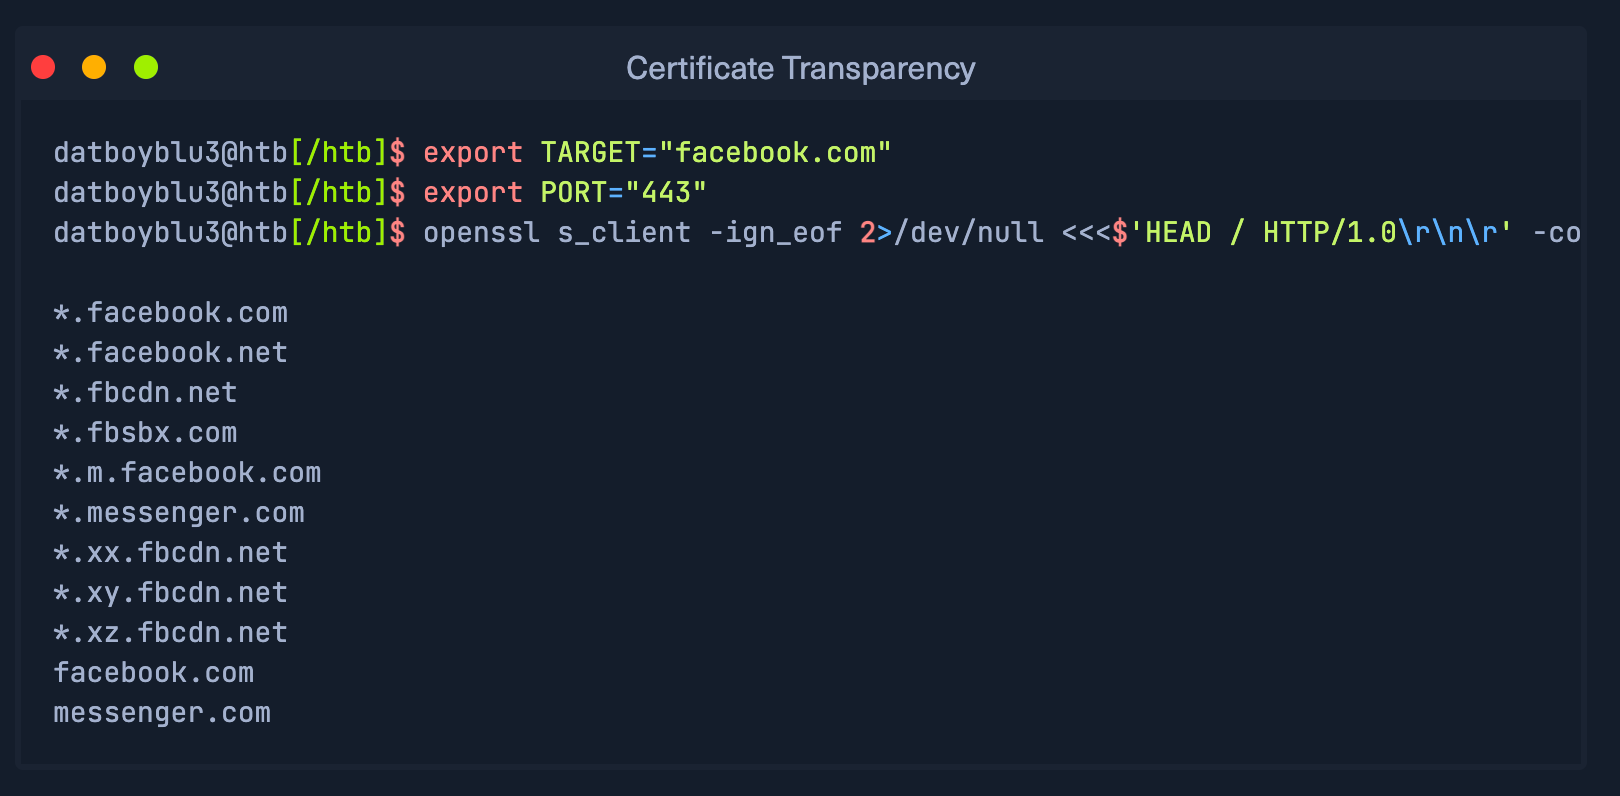 Certificate Transparency
datboyblu3@htb[/htb]$ export TARGET="facebook.com"
datboyblu3@htb[/htb]$ export PORT="443"
datboyblu3@htb[/htb]$ openssl s_client -ign_eof 2>/dev/null <<<$'HEAD / HTTP/1.0\r\n\r' -co
*.facebook.com
*.facebook.net
*.fbcdn.net
*.fbsbx.com
*.m.facebook.com
*.messenger.com
*.xx.fbcdn.net
*.xy.fbcdn.net
*.xz.fbcdn.net
facebook.com
messenger.com